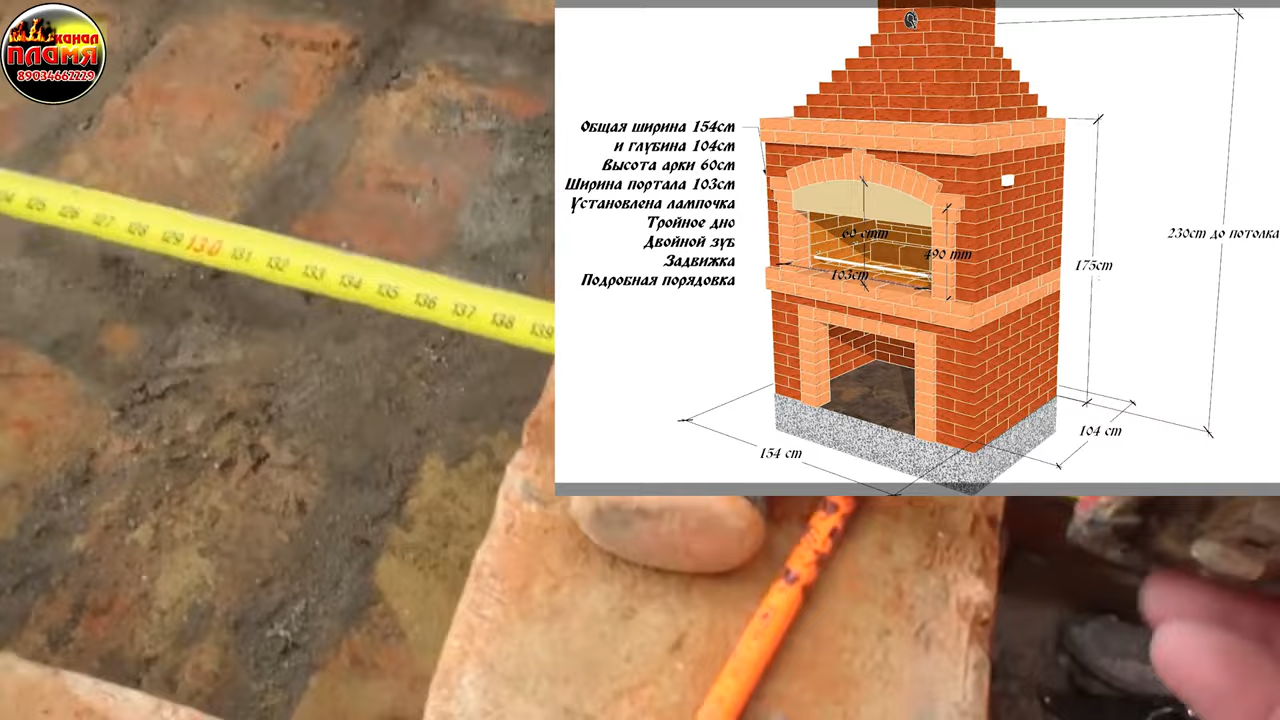 канал
пламя
89034662229
125 126 127 128 129 130 131 132 133 134 135 136 137 138 139
Общая ширина 154см
и глубина 104см
Высота арки 60см
Ширина портала 103см
Установлена лампочка
Тройное дно
Двойной зуб
Задвижка
Подробная порядовка
60 cmm
490 mm
103cm
230cm до потолка
175cm
104 cm
154 cm